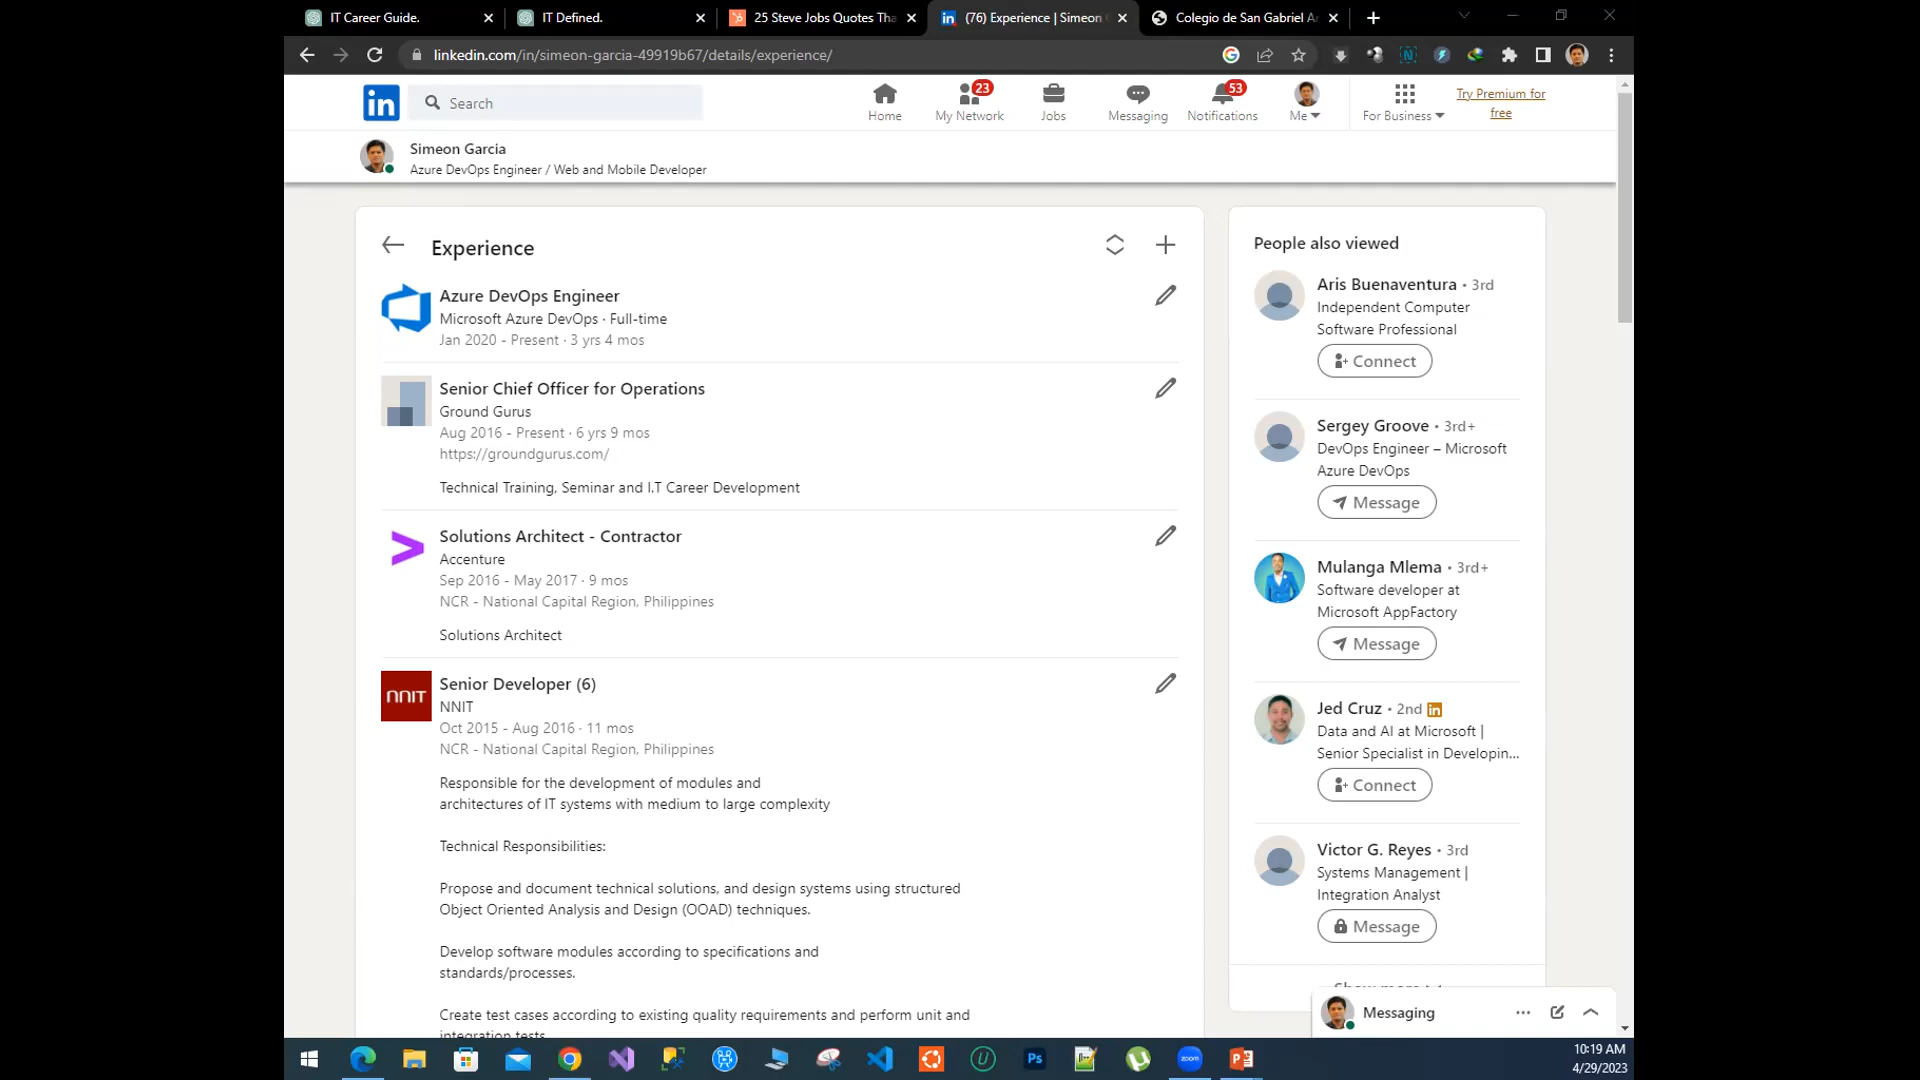 IT Career Guide.
IT Defined.
25 Steve Jobs Quotes Tha
(76) Experience | Simeon
Colegio de San Gabriel Ar
linkedin.com/in/simeon-garcia-49919b67/details/experience/
in
Search
Home
23
My Network
Jobs
Messaging
53
Notifications
Me
For Business
Try Premium for
free
Simeon Garcia
Azure DevOps Engineer / Web and Mobile Developer
Experience
Azure DevOps Engineer
Microsoft Azure DevOps · Full-time
Jan 2020 - Present · 3 yrs 4 mos
Senior Chief Officer for Operations
Ground Gurus
Aug 2016 - Present · 6 yrs 9 mos
https://groundgurus.com/
Technical Training, Seminar and I.T Career Development
Solutions Architect - Contractor
Accenture
Sep 2016 - May 2017 · 9 mos
NCR - National Capital Region, Philippines
Solutions Architect
nnit
Senior Developer (6)
NNIT
Oct 2015 - Aug 2016 · 11 mos
NCR - National Capital Region, Philippines
Responsible for the development of modules and
architectures of IT systems with medium to large complexity
Technical Responsibilities:
Propose and document technical solutions, and design systems using structured
Object Oriented Analysis and Design (OOAD) techniques.
Develop software modules according to specifications and
standards/processes.
Create test cases according to existing quality requirements and perform unit and
integration tests
People also viewed
Aris Buenaventura • 3rd
Independent Computer
Software Professional
Connect
Sergey Groove • 3rd+
DevOps Engineer – Microsoft
Azure DevOps
Message
Mulanga Mlema • 3rd+
Software developer at
Microsoft AppFactory
Message
Jed Cruz • 2nd in
Data and AI at Microsoft |
Senior Specialist in Developin...
Connect
Victor G. Reyes • 3rd
Systems Management |
Integration Analyst
Message
Show more
Messaging
Ps
zoom
10:19 AM
4/29/2023